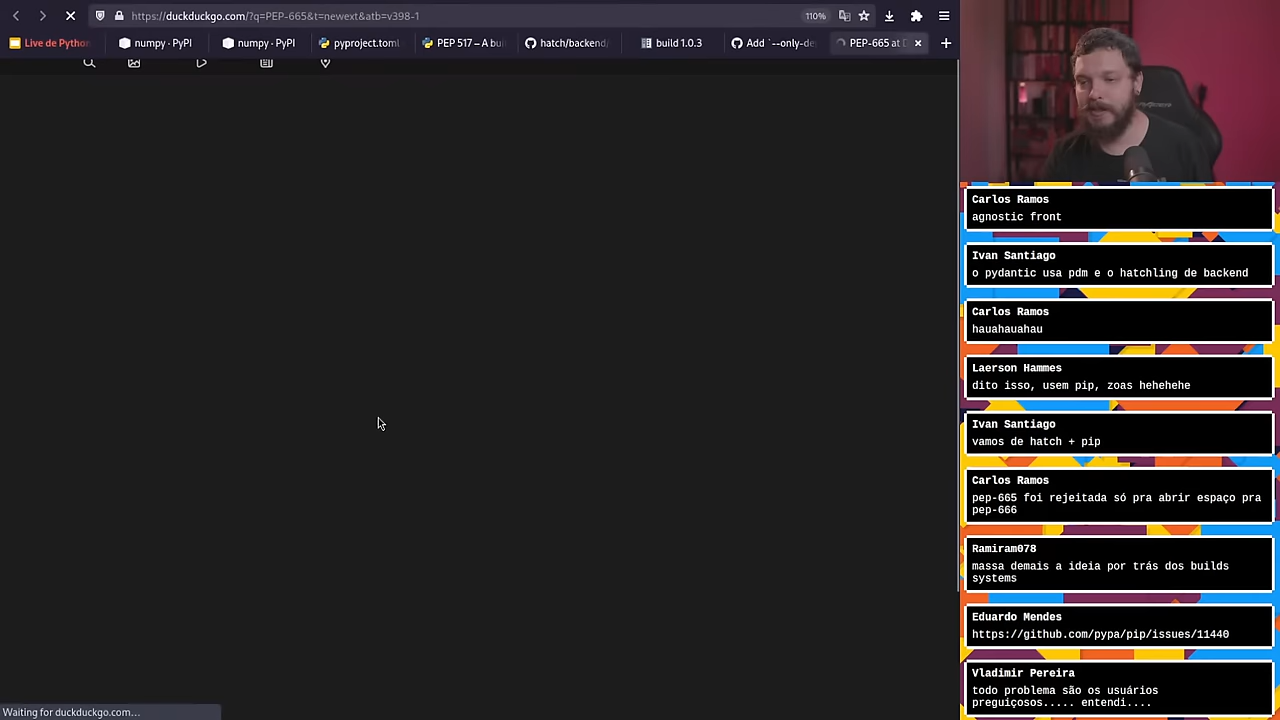 https://duckduckgo.com/?q=PEP-665&t=newext&atb=v398-1
110%
Live de Python
numpy · PyPI
numpy · PyPI
pyproject.toml
PEP 517 – A bui
hatch/backend/
build 1.0.3
Add `--only-de
PEP-665 at D
Waiting for duckduckgo.com…
Carlos Ramos
agnostic front
Ivan Santiago
o pydantic usa pdm e o hatchling de backend
Carlos Ramos
hauahauahau
Laerson Hammes
dito isso, usem pip, zoas hehehehe
Ivan Santiago
vamos de hatch + pip
Carlos Ramos
pep-665 foi rejeitada só pra abrir espaço pra
pep-666
Ramiram078
massa demais a ideia por trás dos builds
systems
Eduardo Mendes
https://github.com/pypa/pip/issues/11440
Vladimir Pereira
todo problema são os usuários
preguiçosos..... entendi....